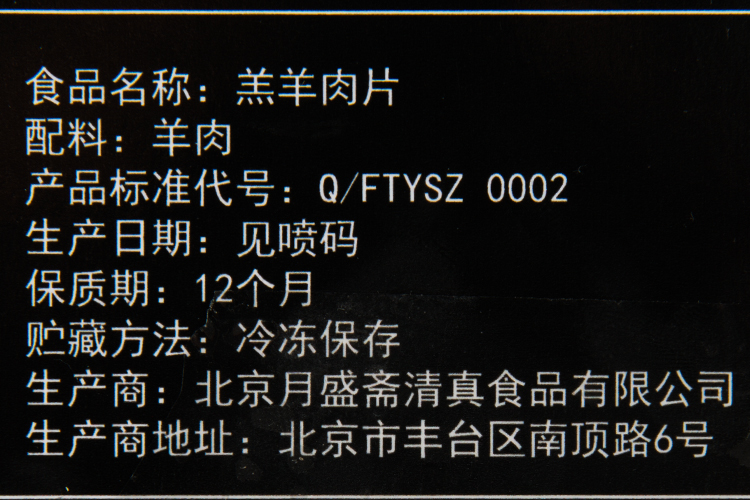 食品名称：羔羊肉片
配料：羊肉
产品标准代号：Q/FTYSZ 0002
生产日期：见喷码
保质期：12个月
贮藏方法：冷冻保存
生产商：北京月盛斋清真食品有限公司
生产商地址：北京市丰台区南顶路6号